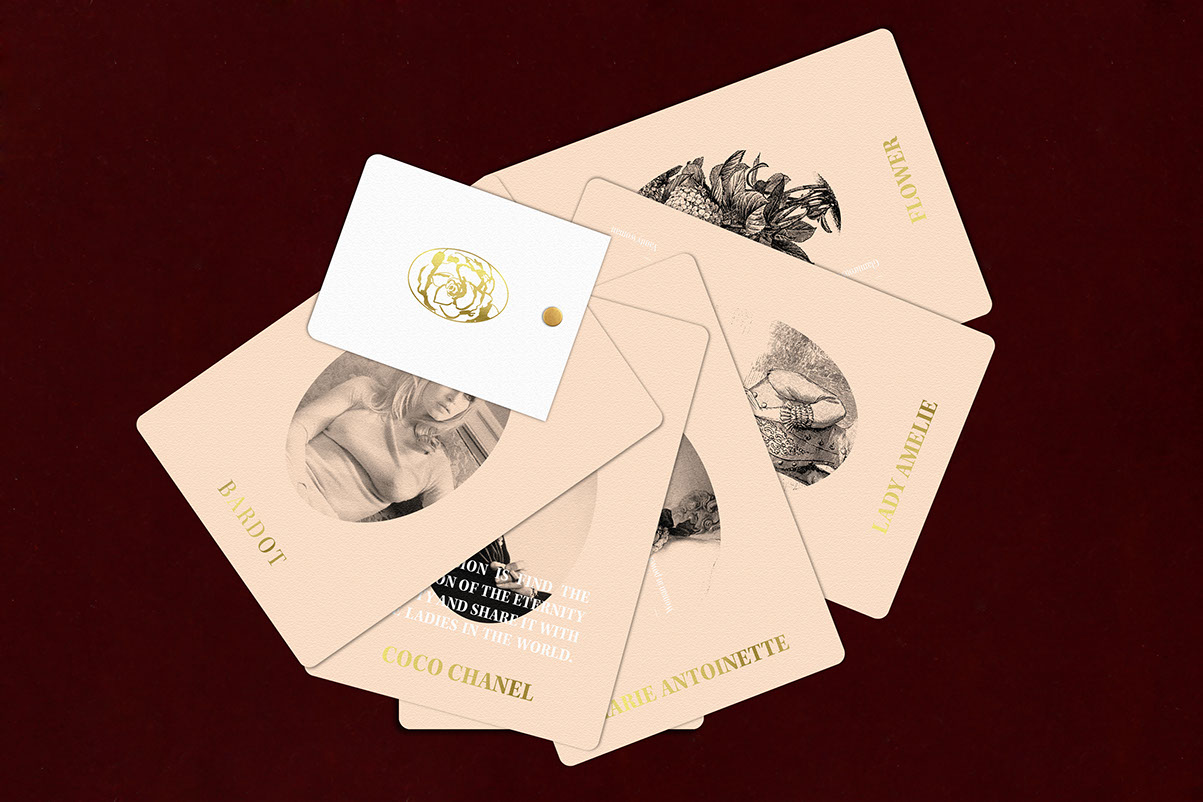 FLOWER
LADY AMELIE
BARDOT
ION IS FIND THE
ON OF THE ETERNITY
Y AND SHARE IT WITH
LADIES IN THE WORLD.
COCO CHANEL
ARIE ANTOINETTE